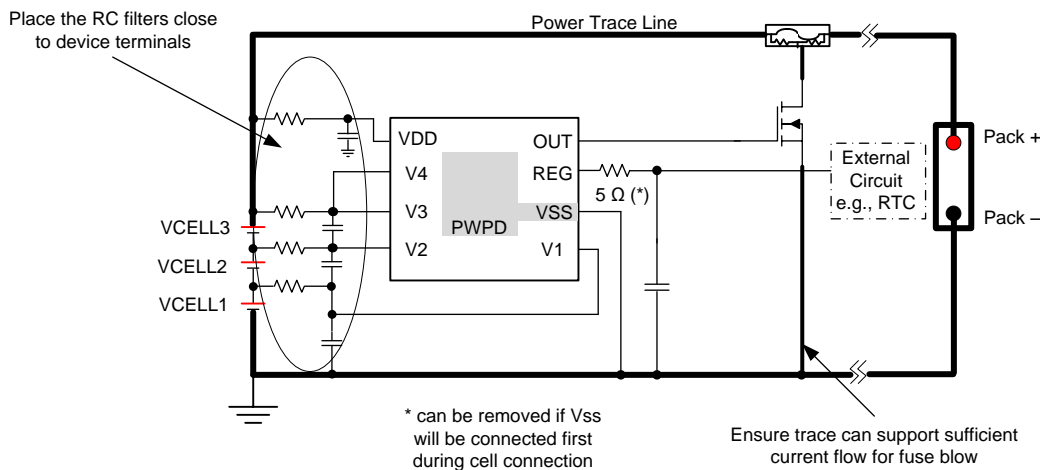 Place the RC filters close
to device terminals
Power Trace Line
VDD
OUT
V4
REG
V3
VSS
PWPD
V2
V1
5 Ω (*)
External
Circuit
e.g., RTC
Pack +
Pack –
VCELL3
VCELL2
VCELL1
* can be removed if Vss
will be connected first
during cell connection
Ensure trace can support sufficient
current flow for fuse blow